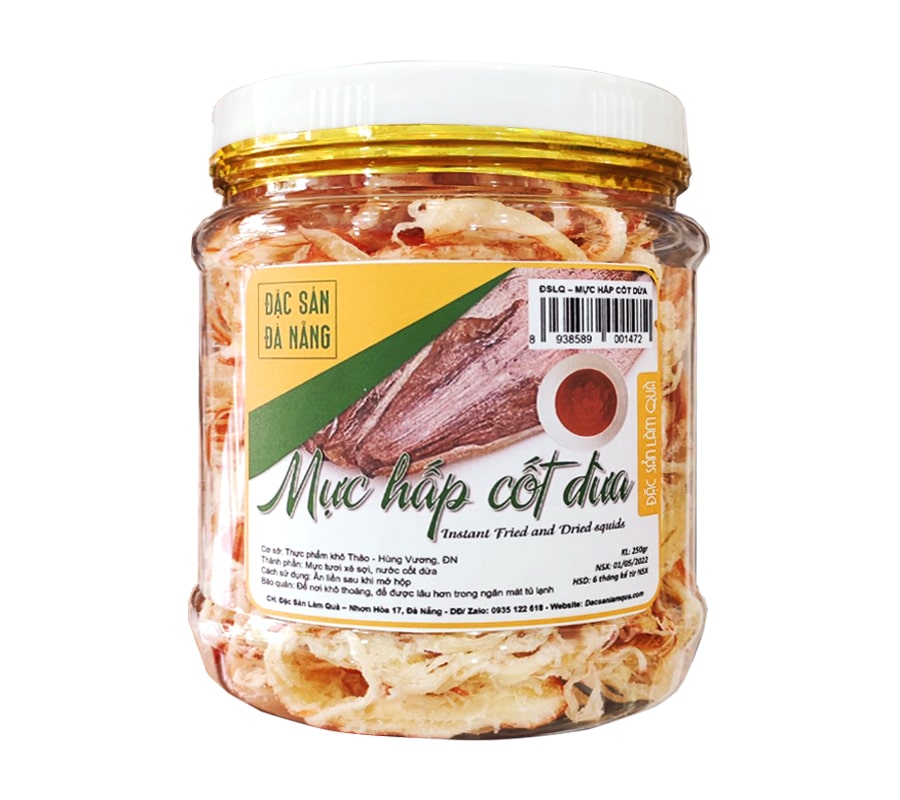 ĐẶC SẢN
ĐÀ NẴNG
ĐSLQ – MỰC HẤP CỐT DỪA
8 938589 001472
ĐẶC SẢN LÀM QUÀ
Mực hấp cốt dừa
Instant Fried and Dried squids
Cơ sở: Thực phẩm khô Thảo - Hùng Vương, ĐN
Thành phần: Mực tươi xé sợi, nước cốt dừa
Cách sử dụng: Ăn liền sau khi mở hộp
Bảo quản: Để nơi khô thoáng, để được lâu hơn trong ngăn mát tủ lạnh
KL: 250gr
NSX: 01/05/2022
HSD: 6 tháng kể từ NSX
CH: Đặc Sản Làm Quà – Nhơn Hòa 17, Đà Nẵng - DĐ/ Zalo: 0935 122 618 - Website: Dacsanlamqua.com